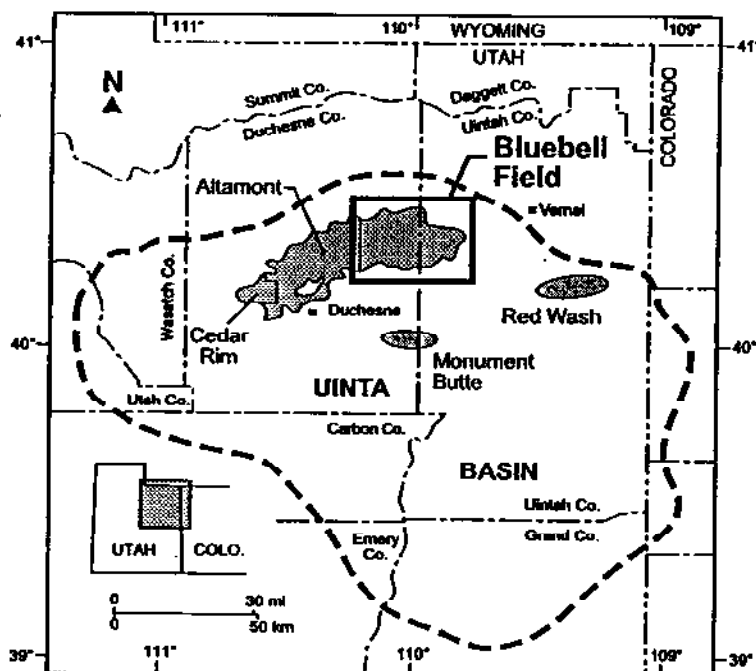 111°
110°
WYOMING
109°
41°
UTAH
41°
N
COLORADO
Summit Co.
Duchesne Co.
Daggett Co.
Uintah Co.
Bluebell
Field
Altamont
Vernal
Wasatch Co.
Duchesne
Red Wash
Cedar
Rim
40°
40°
Monument
Butte
UINTA
Utah Co.
Carbon Co.
BASIN
Uintah Co.
Grand Co.
Emery
Co.
UTAH
COLO.
0
30 mi
0
50 km
39°
111°
110°
109°
39°